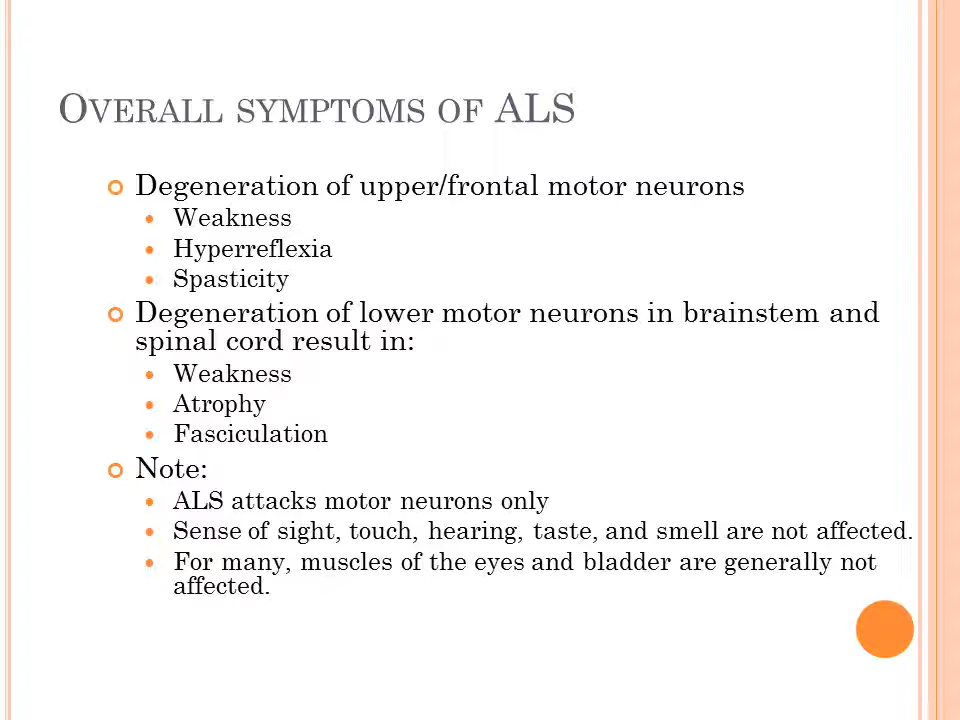 OVERALL SYMPTOMS OF ALS
Degeneration of upper/frontal motor neurons
Weakness
Hyperreflexia
Spasticity
Degeneration of lower motor neurons in brainstem and
spinal cord result in:
Weakness
Atrophy
Fasciculation
Note:
ALS attacks motor neurons only
Sense of sight, touch, hearing, taste, and smell are not affected.
For many, muscles of the eyes and bladder are generally not
affected.